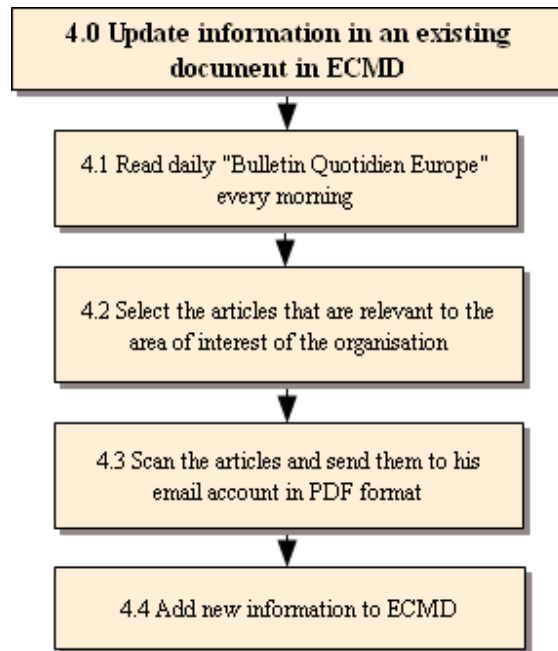 4.0 Update information in an existing
document in ECMD
4.1 Read daily "Bulletin Quotidien Europe"
every morning
4.2 Select the articles that are relevant to the
area of interest of the organisation
4.3 Scan the articles and send them to his
email account in PDF format
4.4 Add new information to ECMD